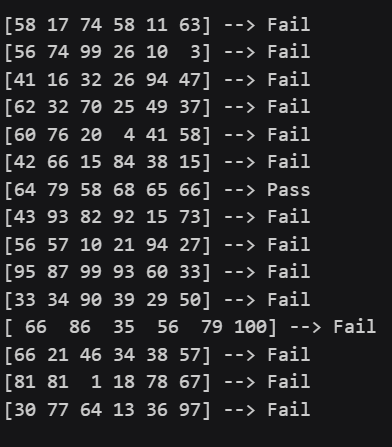 [58 17 74 58 11 63] --> Fail
[56 74 99 26 10  3] --> Fail
[41 16 32 26 94 47] --> Fail
[62 32 70 25 49 37] --> Fail
[60 76 20  4 41 58] --> Fail
[42 66 15 84 38 15] --> Fail
[64 79 58 68 65 66] --> Pass
[43 93 82 92 15 73] --> Fail
[56 57 10 21 94 27] --> Fail
[95 87 99 93 60 33] --> Fail
[33 34 90 39 29 50] --> Fail
[ 66  86  35  56  79 100] --> Fail
[66 21 46 34 38 57] --> Fail
[81 81  1 18 78 67] --> Fail
[30 77 64 13 36 97] --> Fail